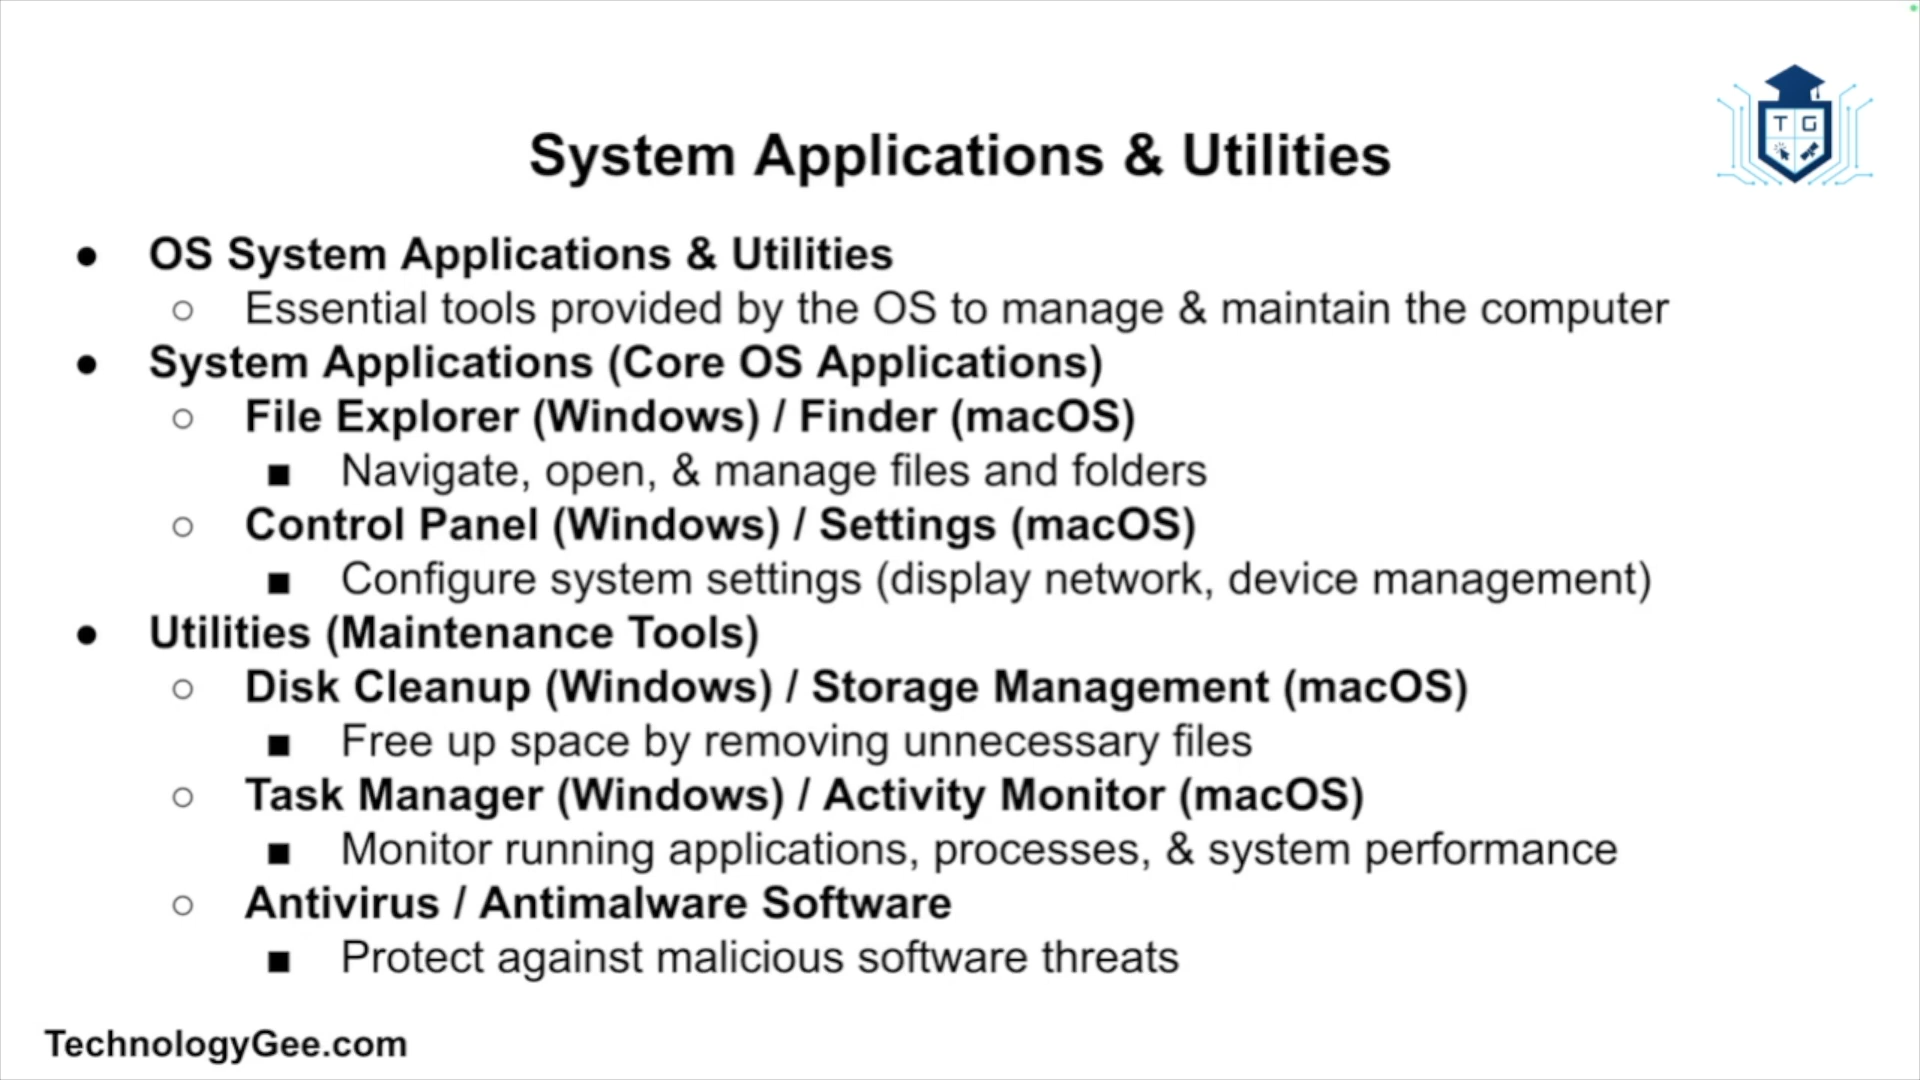 T G
System Applications & Utilities
● OS System Applications & Utilities
○ Essential tools provided by the OS to manage & maintain the computer
● System Applications (Core OS Applications)
○ File Explorer (Windows) / Finder (macOS)
■ Navigate, open, & manage files and folders
○ Control Panel (Windows) / Settings (macOS)
■ Configure system settings (display network, device management)
● Utilities (Maintenance Tools)
○ Disk Cleanup (Windows) / Storage Management (macOS)
■ Free up space by removing unnecessary files
○ Task Manager (Windows) / Activity Monitor (macOS)
■ Monitor running applications, processes, & system performance
○ Antivirus / Antimalware Software
■ Protect against malicious software threats
TechnologyGee.com